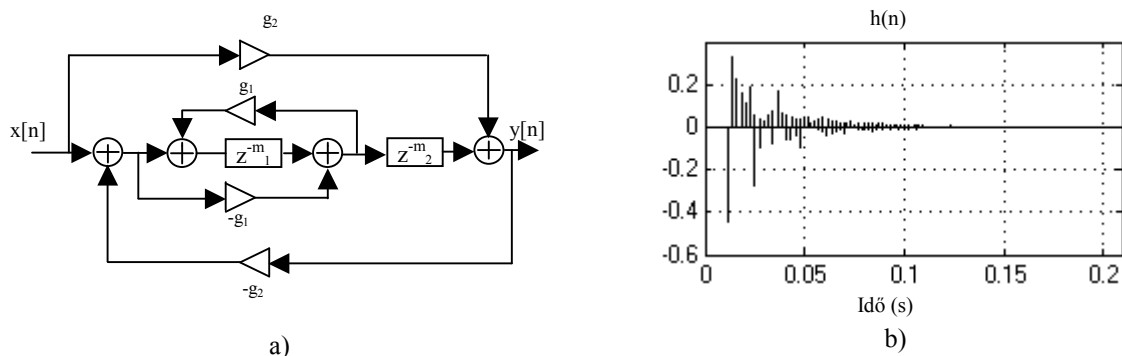 g₂
g₁
x[n]
z⁻ᵐ₁
z⁻ᵐ₂
y[n]
-g₁
-g₂
a)
h(n)
0.2
0
-0.2
-0.4
-0.6
0 0.05 0.1 0.15 0.2
Idő (s)
b)